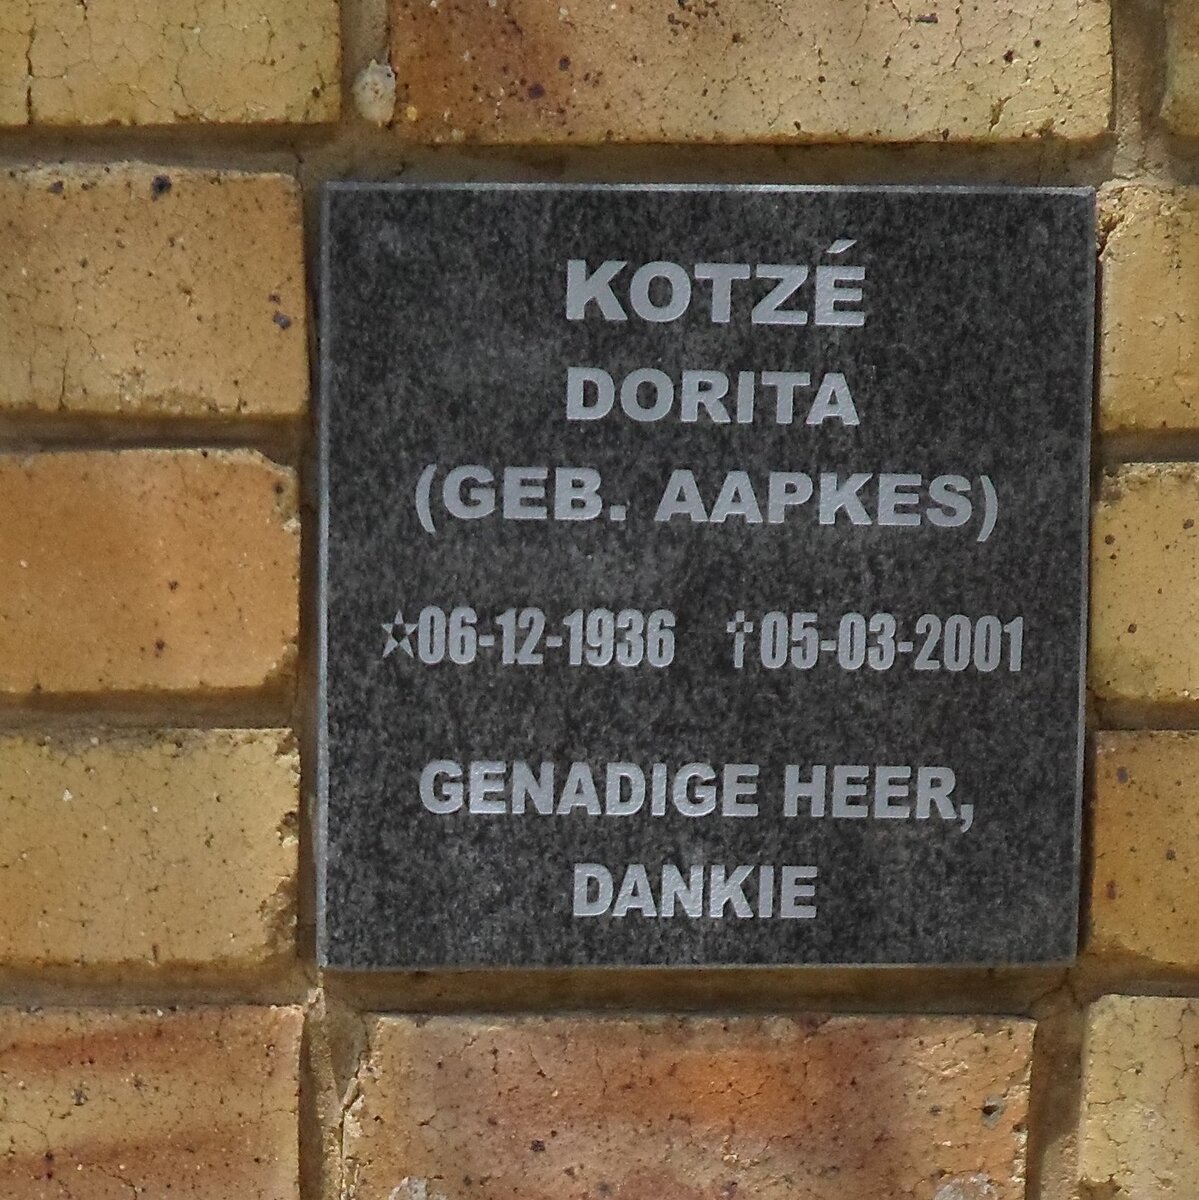 KOTZÉ
DORITA
(GEB. AAPKES)
☆06-12-1936 ✝05-03-2001
GENADIGE HEER,
DANKIE